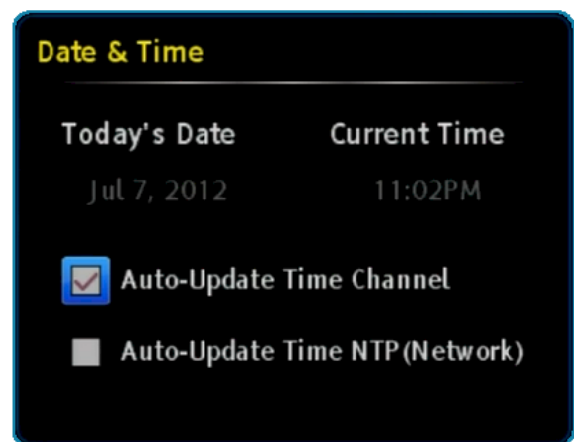 Date & Time
Today's Date Current Time
Jul 7, 2012 11:02PM
Auto-Update Time Channel
Auto-Update Time NTP(Network)